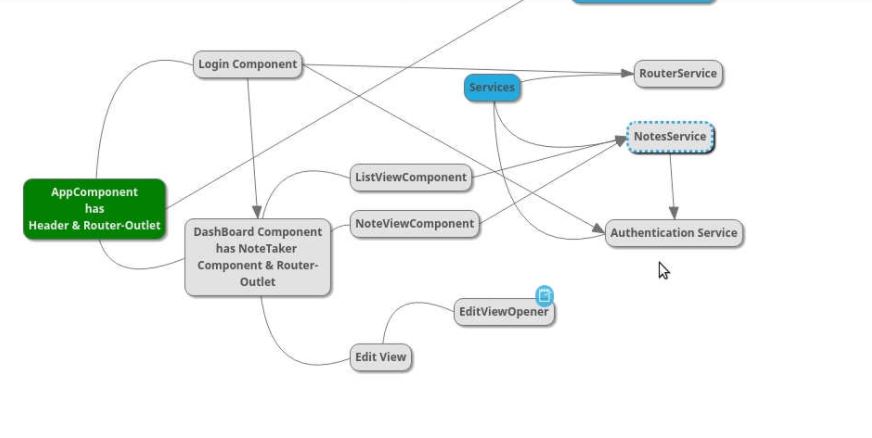 Login Component
RouterService
Services
NotesService
AppComponent
has
Header & Router-Outlet
ListViewComponent
NoteViewComponent
DashBoard Component
has NoteTaker
Component & Router-
Outlet
Authentication Service
EditViewOpener
Edit View